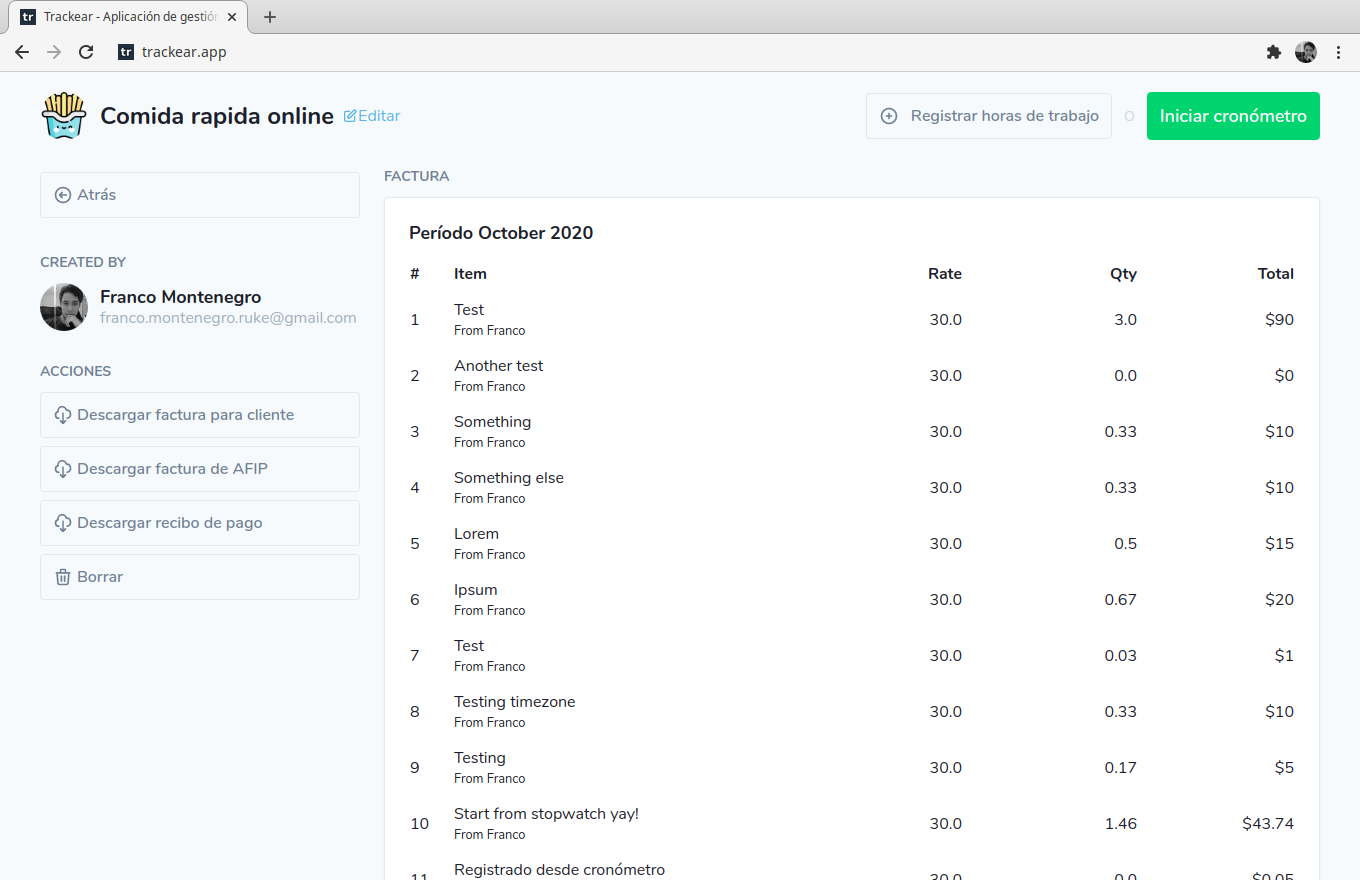 tr Trackear - Aplicación de gestión
tr trackear.app
Comida rapida online Editar
Registrar horas de trabajo O Iniciar cronómetro
Atrás
CREATED BY
Franco Montenegro
franco.montenegro.ruke@gmail.com
ACCIONES
Descargar factura para cliente
Descargar factura de AFIP
Descargar recibo de pago
Borrar
FACTURA
Período October 2020
# Item Rate Qty Total
1 Test 30.0 3.0 $90
From Franco
2 Another test 30.0 0.0 $0
From Franco
3 Something 30.0 0.33 $10
From Franco
4 Something else 30.0 0.33 $10
From Franco
5 Lorem 30.0 0.5 $15
From Franco
6 Ipsum 30.0 0.67 $20
From Franco
7 Test 30.0 0.03 $1
From Franco
8 Testing timezone 30.0 0.33 $10
From Franco
9 Testing 30.0 0.17 $5
From Franco
10 Start from stopwatch yay! 30.0 1.46 $43.74
From Franco
11 Registrado desde cronómetro 30.0 0.0 $0.05